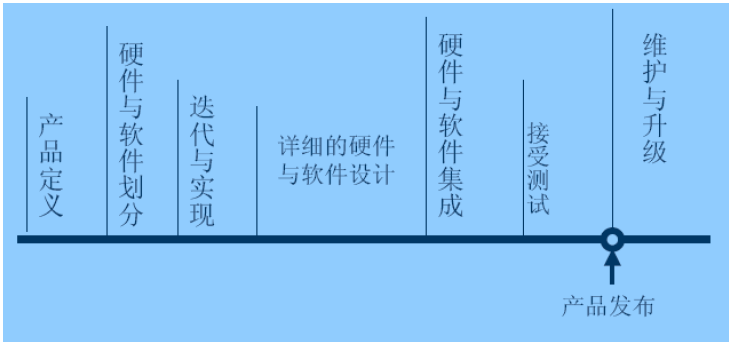 产品定义
硬件与软件划分
迭代与实现
详细的硬件
与软件设计
硬件与软件集成
接受测试
维护与升级
产品发布